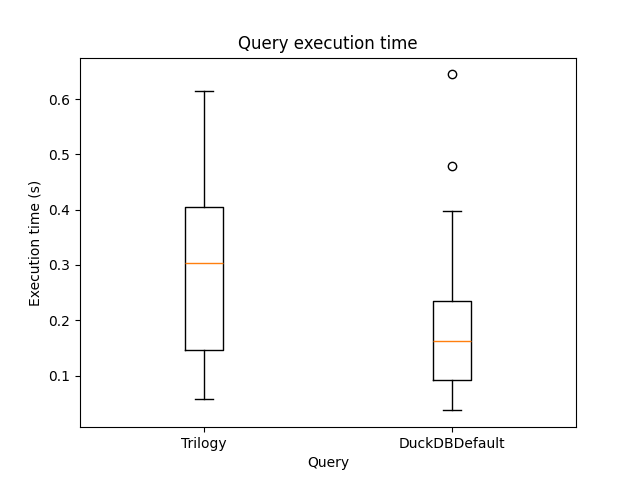 Query execution time
Execution time (s)
0.6
0.5
0.4
0.3
0.2
0.1
Trilogy
DuckDBDefault
Query